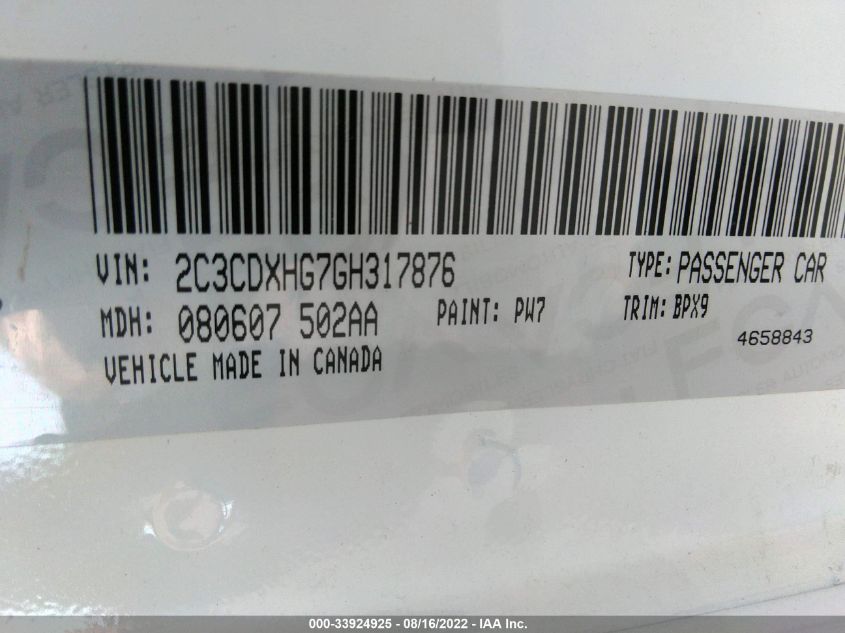 VIN: 2C3CDXHG7GH317876 TYPE: PASSENGER CAR
MDH: 080607 502AA PAINT: PW7 TRIM: BPX9
4658843
VEHICLE MADE IN CANADA
000-33924925 - 08/16/2022 - IAA Inc.